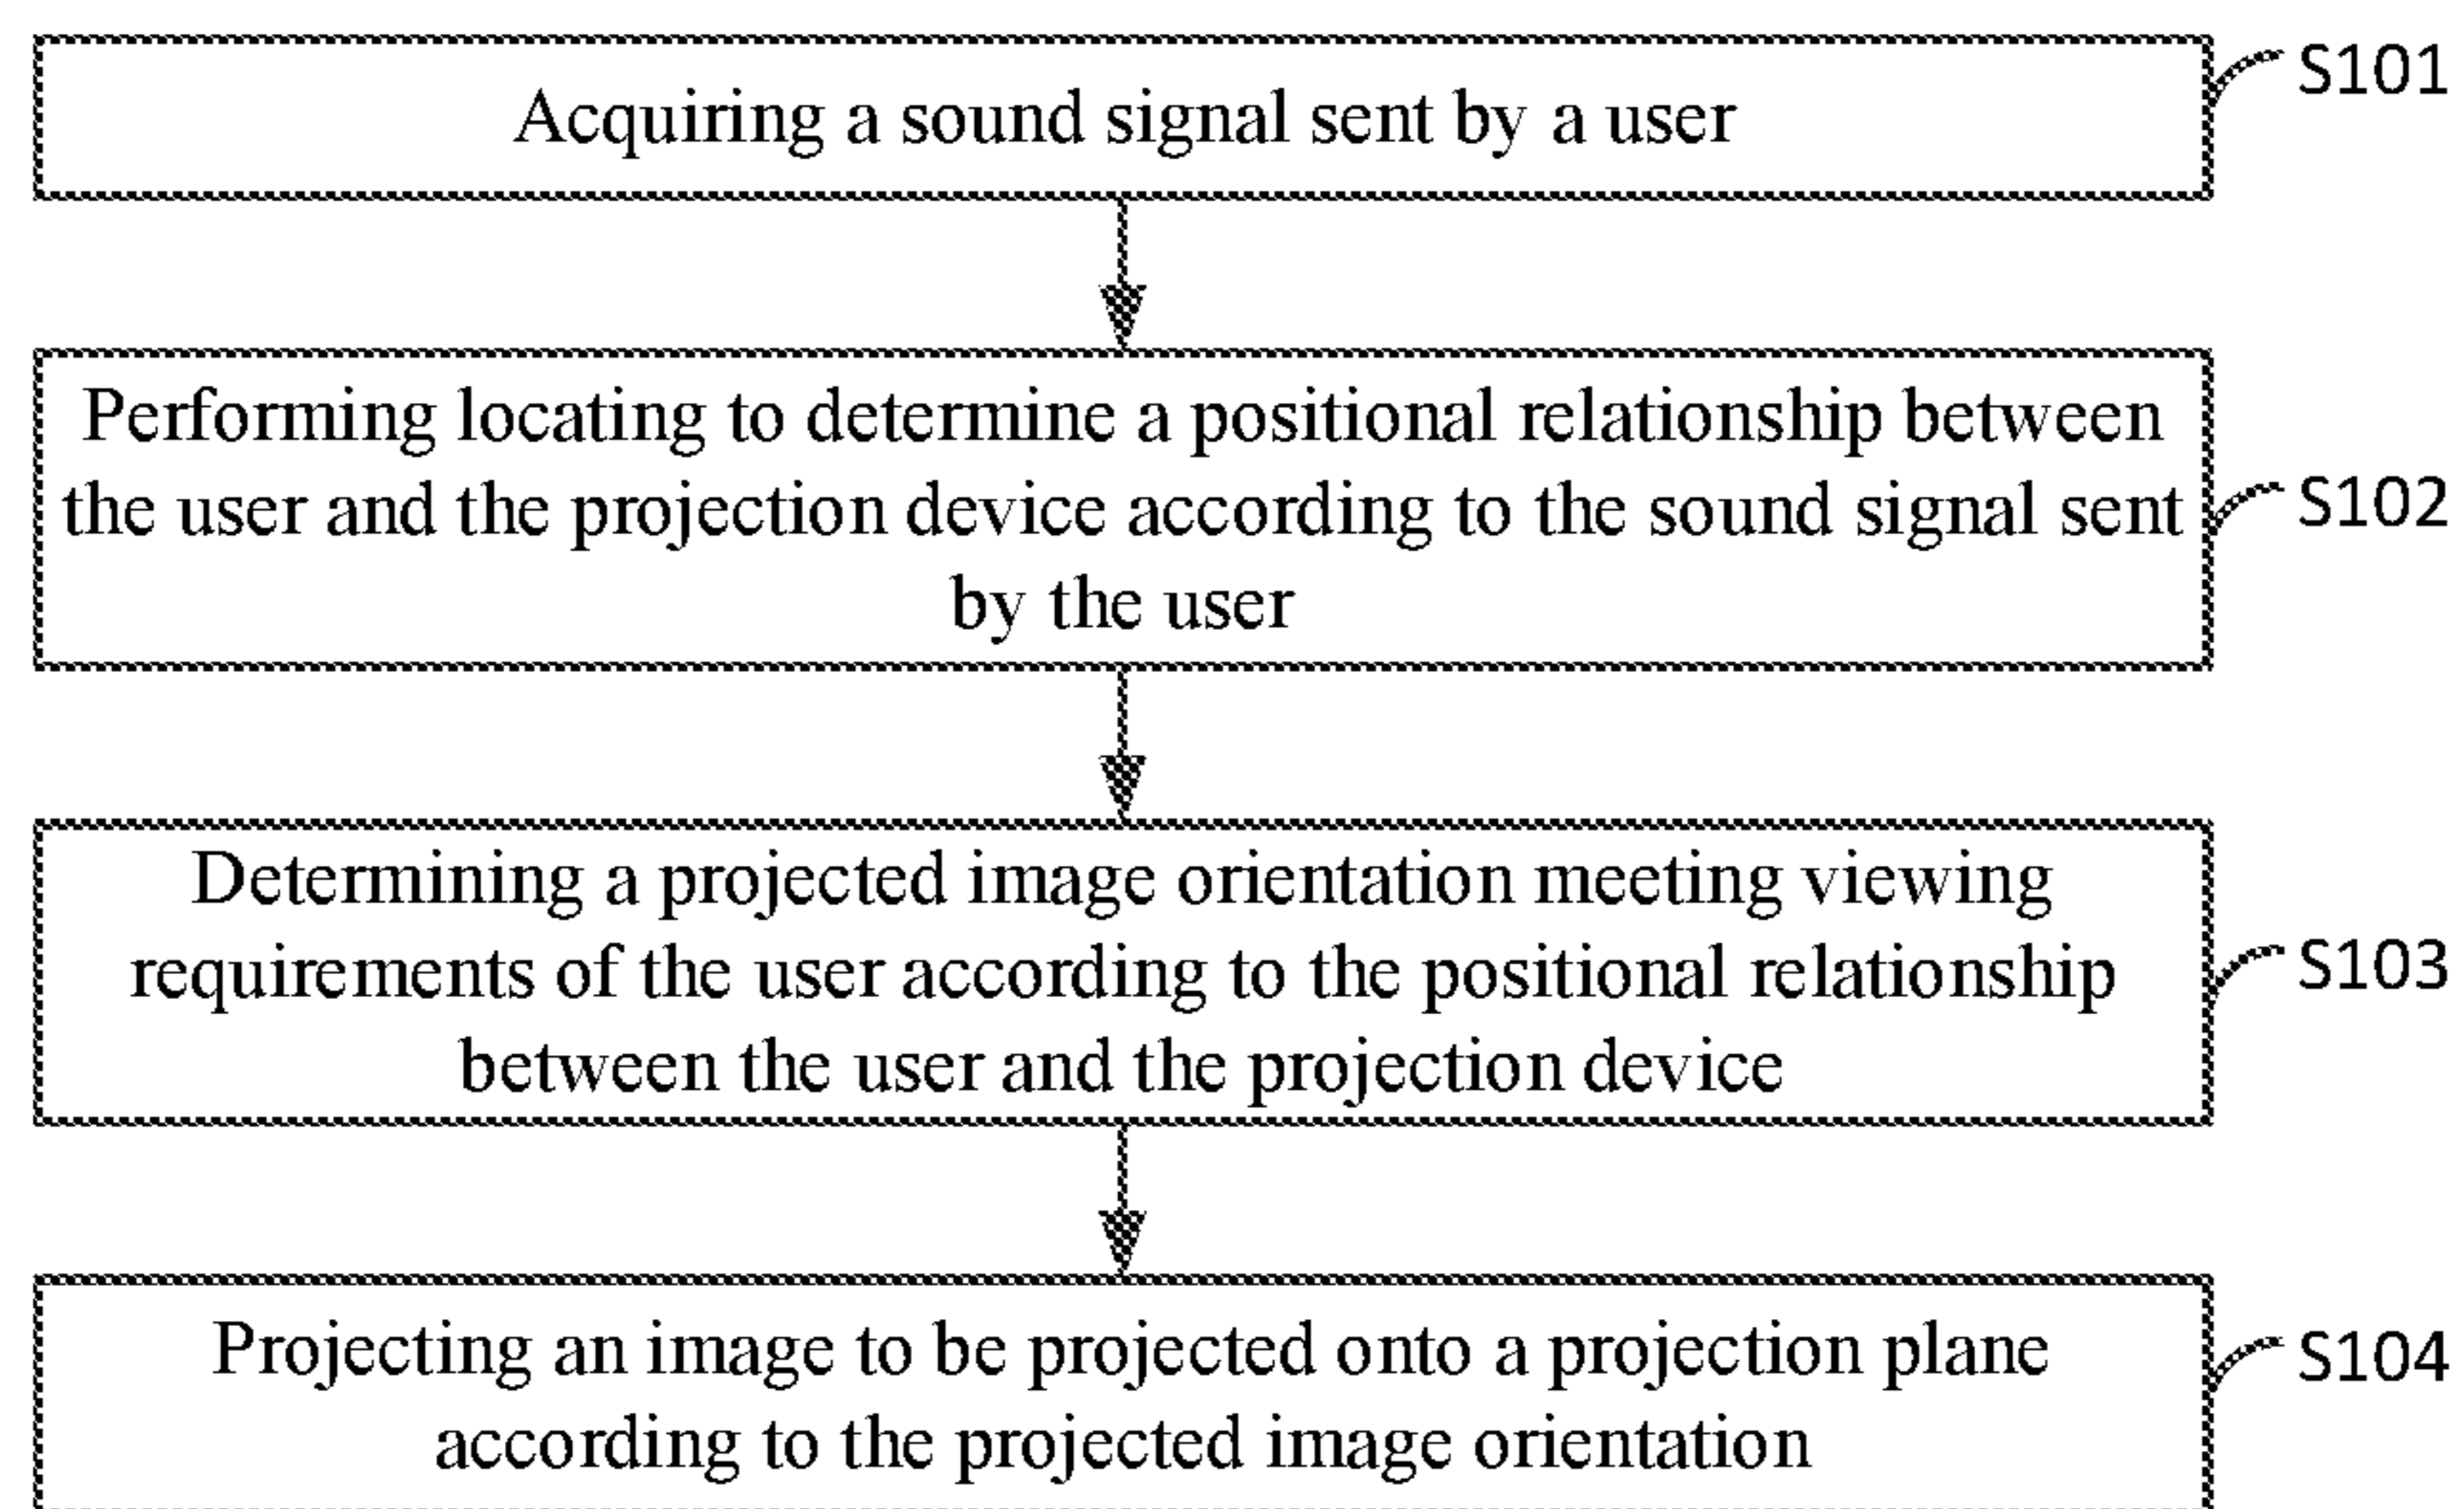 Acquiring a sound signal sent by a user
S101
Performing locating to determine a positional relationship between
the user and the projection device according to the sound signal sent
by the user
S102
Determining a projected image orientation meeting viewing
requirements of the user according to the positional relationship
between the user and the projection device
S103
Projecting an image to be projected onto a projection plane
according to the projected image orientation
S104